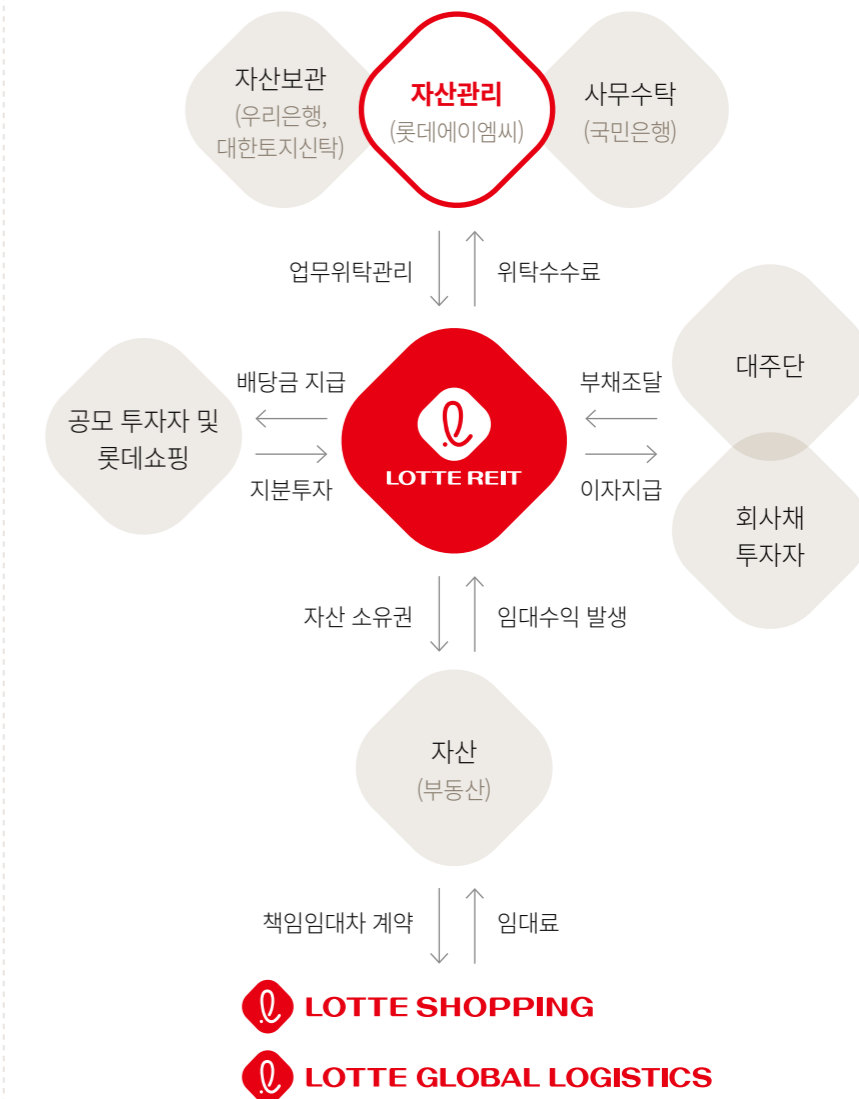 자산보관
(우리은행,
대한토지신탁)
자산관리
(롯데에이엠씨)
사무수탁
(국민은행)
업무위탁관리
위탁수수료
공모 투자자 및
롯데쇼핑
배당금 지급
지분투자
LOTTE REIT
부채조달
이자지급
대주단
회사채
투자자
자산 소유권
임대수익 발생
자산
(부동산)
책임임대차 계약
임대료
LOTTE SHOPPING
LOTTE GLOBAL LOGISTICS